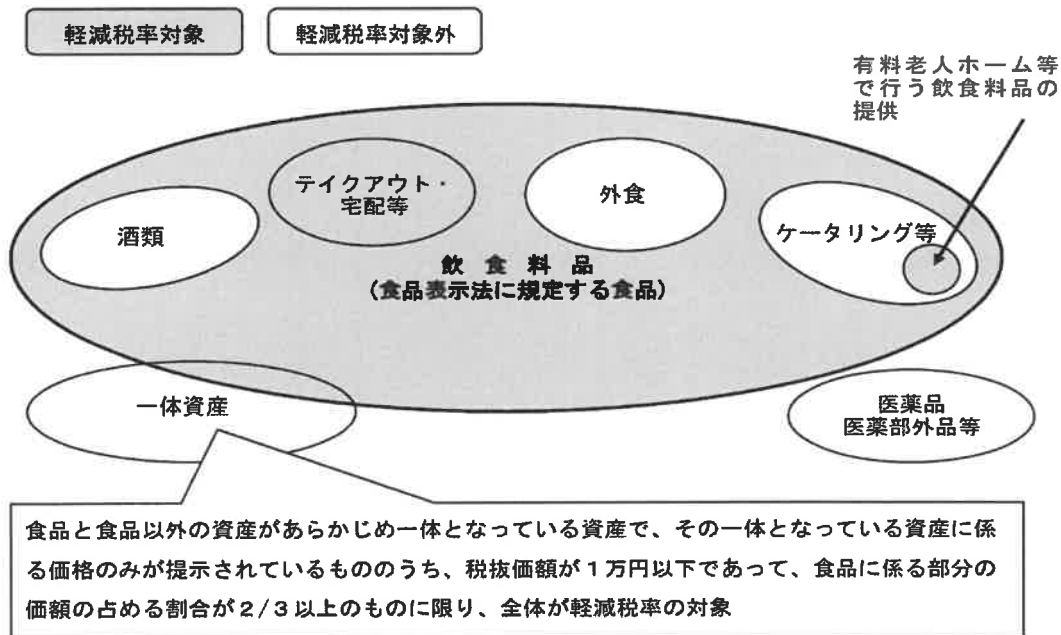 軽減税率対象
軽減税率対象外
有料老人ホーム等
で行う飲食料品の
提供
テイクアウト・
宅配等
外食
酒類
ケータリング等
飲食料品
(食品表示法に規定する食品)
一体資産
医薬品
医薬部外品等
食品と食品以外の資産があらかじめ一体となっている資産で、その一体となっている資産に係
る価格のみが提示されているもののうち、税抜価額が1万円以下であって、食品に係る部分の
価額の占める割合が2/3以上のものに限り、全体が軽減税率の対象